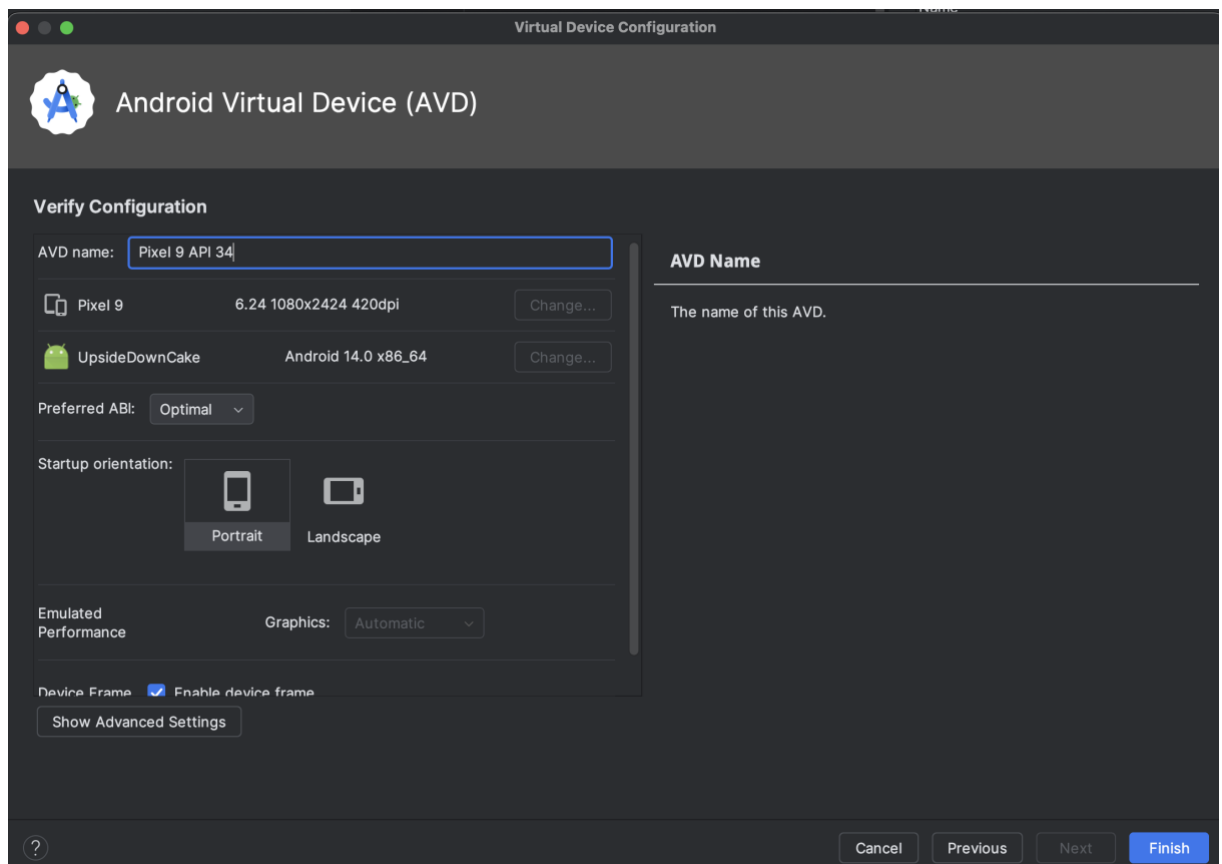 Name
Virtual Device Configuration
Android Virtual Device (AVD)
Verify Configuration
AVD name: Pixel 9 API 34
Pixel 9 6.24 1080x2424 420dpi Change...
UpsideDownCake Android 14.0 x86_64 Change...
Preferred ABI: Optimal
Startup orientation:
Portrait
Landscape
Emulated
Performance
Graphics: Automatic
Device Frame Enable device frame
Show Advanced Settings
AVD Name
The name of this AVD.
?
Cancel Previous Next Finish